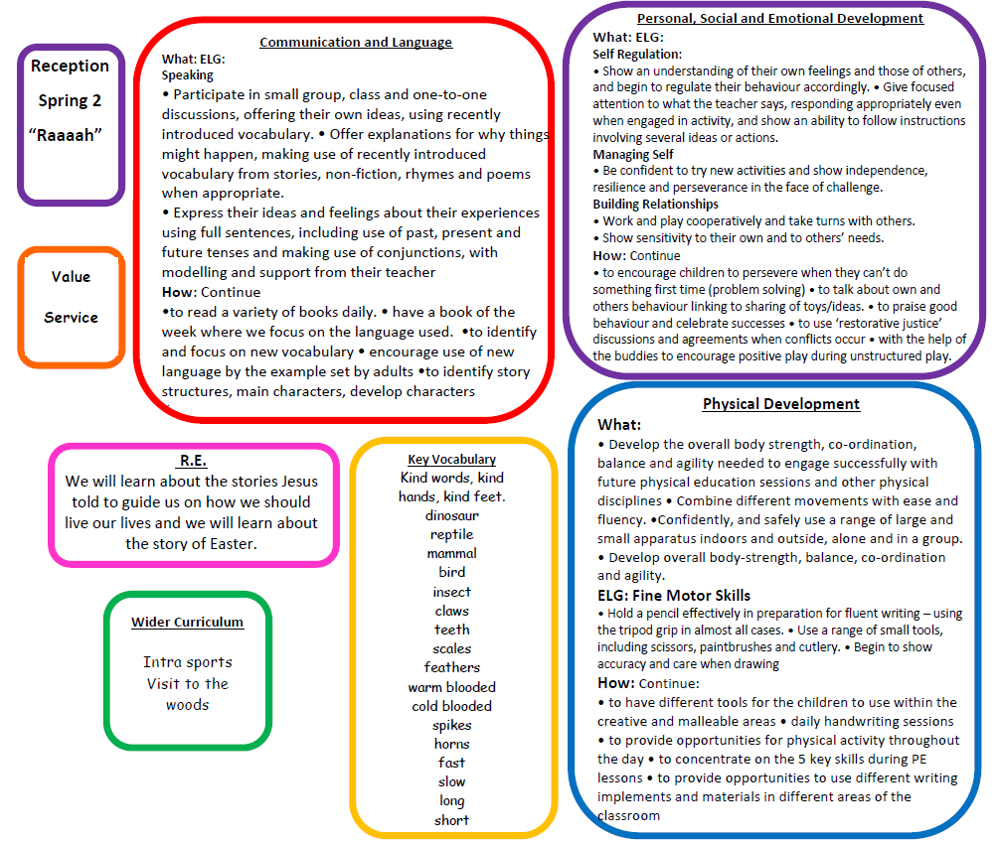 Reception
Spring 2
“Raaaah”
Value
Service
Communication and Language
What: ELG:
Speaking
• Participate in small group, class and one-to-one
discussions, offering their own ideas, using recently
introduced vocabulary. • Offer explanations for why things
might happen, making use of recently introduced
vocabulary from stories, non-fiction, rhymes and poems
when appropriate.
• Express their ideas and feelings about their experiences
using full sentences, including use of past, present and
future tenses and making use of conjunctions, with
modelling and support from their teacher
How: Continue
•to read a variety of books daily. • have a book of the
week where we focus on the language used. •to identify
and focus on new vocabulary • encourage use of new
language by the example set by adults •to identify story
structures, main characters, develop characters
Personal, Social and Emotional Development
What: ELG:
Self Regulation:
• Show an understanding of their own feelings and those of others,
and begin to regulate their behaviour accordingly. • Give focused
attention to what the teacher says, responding appropriately even
when engaged in activity, and show an ability to follow instructions
involving several ideas or actions.
Managing Self
• Be confident to try new activities and show independence,
resilience and perseverance in the face of challenge.
Building Relationships
• Work and play cooperatively and take turns with others.
• Show sensitivity to their own and to others’ needs.
How: Continue
• to encourage children to persevere when they can’t do
something first time (problem solving) • to talk about own and
others behaviour linking to sharing of toys/ideas. • to praise good
behaviour and celebrate successes • to use ‘restorative justice’
discussions and agreements when conflicts occur • with the help of
the buddies to encourage positive play during unstructured play.
R.E.
We will learn about the stories Jesus
told to guide us on how we should
live our lives and we will learn about
the story of Easter.
Wider Curriculum
Intra sports
Visit to the
woods
Key Vocabulary
Kind words, kind
hands, kind feet.
dinosaur
reptile
mammal
bird
insect
claws
teeth
scales
feathers
warm blooded
cold blooded
spikes
horns
fast
slow
long
short
Physical Development
What:
• Develop the overall body strength, co-ordination,
balance and agility needed to engage successfully with
future physical education sessions and other physical
disciplines • Combine different movements with ease and
fluency. •Confidently, and safely use a range of large and
small apparatus indoors and outside, alone and in a group.
• Develop overall body-strength, balance, co-ordination
and agility.
ELG: Fine Motor Skills
• Hold a pencil effectively in preparation for fluent writing – using
the tripod grip in almost all cases. • Use a range of small tools,
including scissors, paintbrushes and cutlery. • Begin to show
accuracy and care when drawing
How: Continue:
• to have different tools for the children to use within the
creative and malleable areas • daily handwriting sessions
• to provide opportunities for physical activity throughout
the day • to concentrate on the 5 key skills during PE
lessons • to provide opportunities to use different writing
implements and materials in different areas of the
classroom